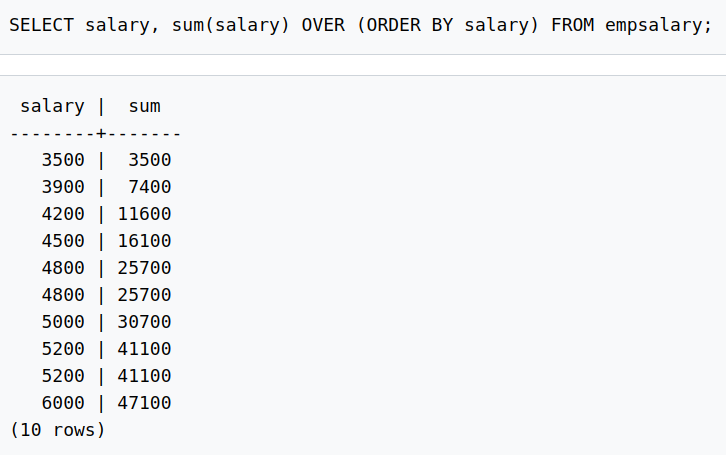 SELECT salary, sum(salary) OVER (ORDER BY salary) FROM empsalary;
 salary |  sum
--------+-------
   3500 |  3500
   3900 |  7400
   4200 | 11600
   4500 | 16100
   4800 | 25700
   4800 | 25700
   5000 | 30700
   5200 | 41100
   5200 | 41100
   6000 | 47100
(10 rows)